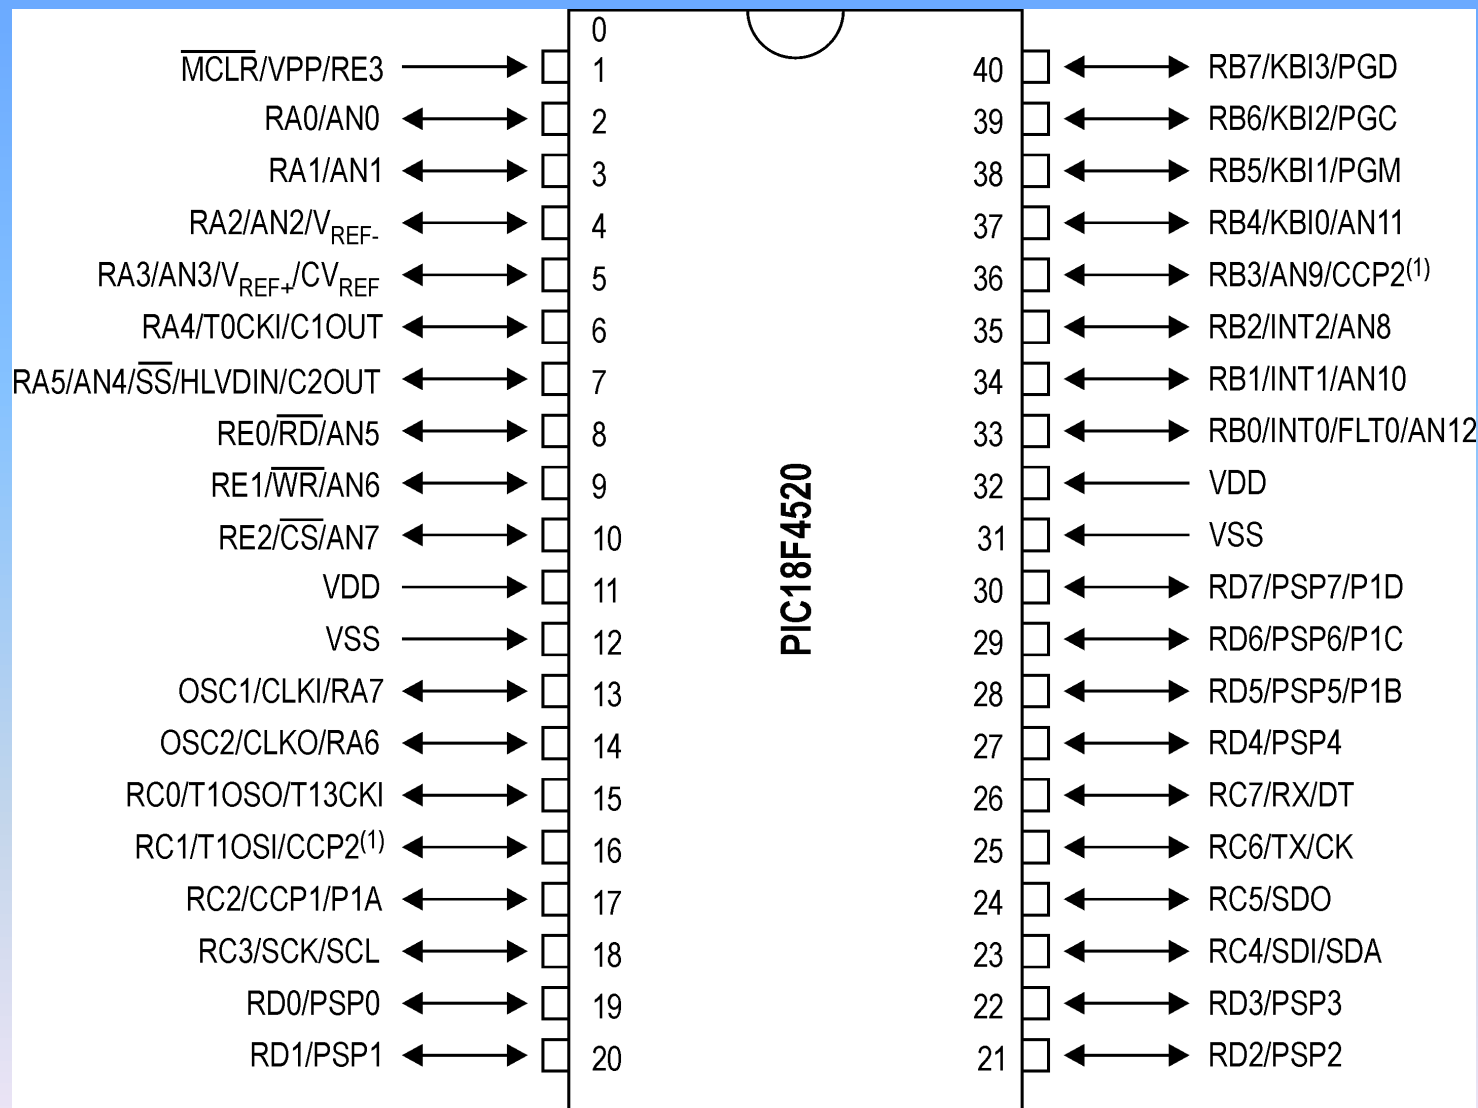 0
M̅C̅L̅R̅/VPP/RE3 1
RA0/AN0 2
RA1/AN1 3
RA2/AN2/VREF- 4
RA3/AN3/VREF+/CVREF 5
RA4/T0CKI/C1OUT 6
RA5/AN4/S̅S̅/HLVDIN/C2OUT 7
RE0/R̅D̅/AN5 8
RE1/W̅R̅/AN6 9
RE2/C̅S̅/AN7 10
VDD 11
VSS 12
OSC1/CLKI/RA7 13
OSC2/CLKO/RA6 14
RC0/T1OSO/T13CKI 15
RC1/T1OSI/CCP2(1) 16
RC2/CCP1/P1A 17
RC3/SCK/SCL 18
RD0/PSP0 19
RD1/PSP1 20
PIC18F4520
40 RB7/KBI3/PGD
39 RB6/KBI2/PGC
38 RB5/KBI1/PGM
37 RB4/KBI0/AN11
36 RB3/AN9/CCP2(1)
35 RB2/INT2/AN8
34 RB1/INT1/AN10
33 RB0/INT0/FLT0/AN12
32 VDD
31 VSS
30 RD7/PSP7/P1D
29 RD6/PSP6/P1C
28 RD5/PSP5/P1B
27 RD4/PSP4
26 RC7/RX/DT
25 RC6/TX/CK
24 RC5/SDO
23 RC4/SDI/SDA
22 RD3/PSP3
21 RD2/PSP2